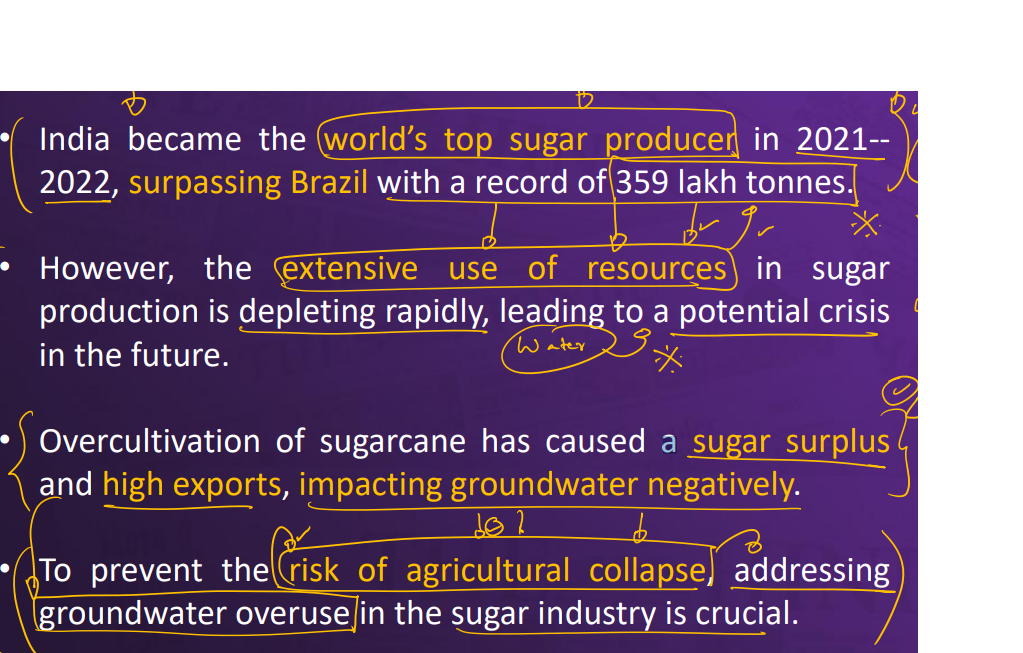 • India became the world's top sugar producer in 2021--
2022, surpassing Brazil with a record of 359 lakh tonnes.
• However, the extensive use of resources in sugar
production is depleting rapidly, leading to a potential crisis
in the future.
Water
• Overcultivation of sugarcane has caused a sugar surplus
and high exports, impacting groundwater negatively.
• To prevent the risk of agricultural collapse, addressing
groundwater overuse in the sugar industry is crucial.